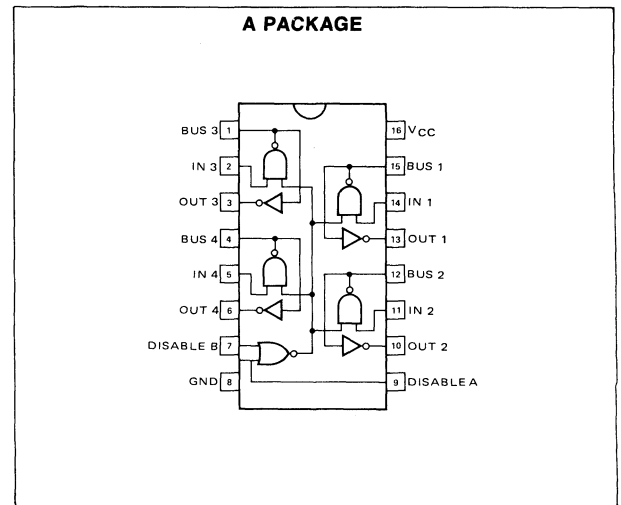 A PACKAGE
BUS 3 1
IN 3 2
OUT 3 3
BUS 4 4
IN 4 5
OUT 4 6
DISABLE B 7
GND 8
16 VCC
15 BUS 1
14 IN 1
13 OUT 1
12 BUS 2
11 IN 2
10 OUT 2
9 DISABLE A